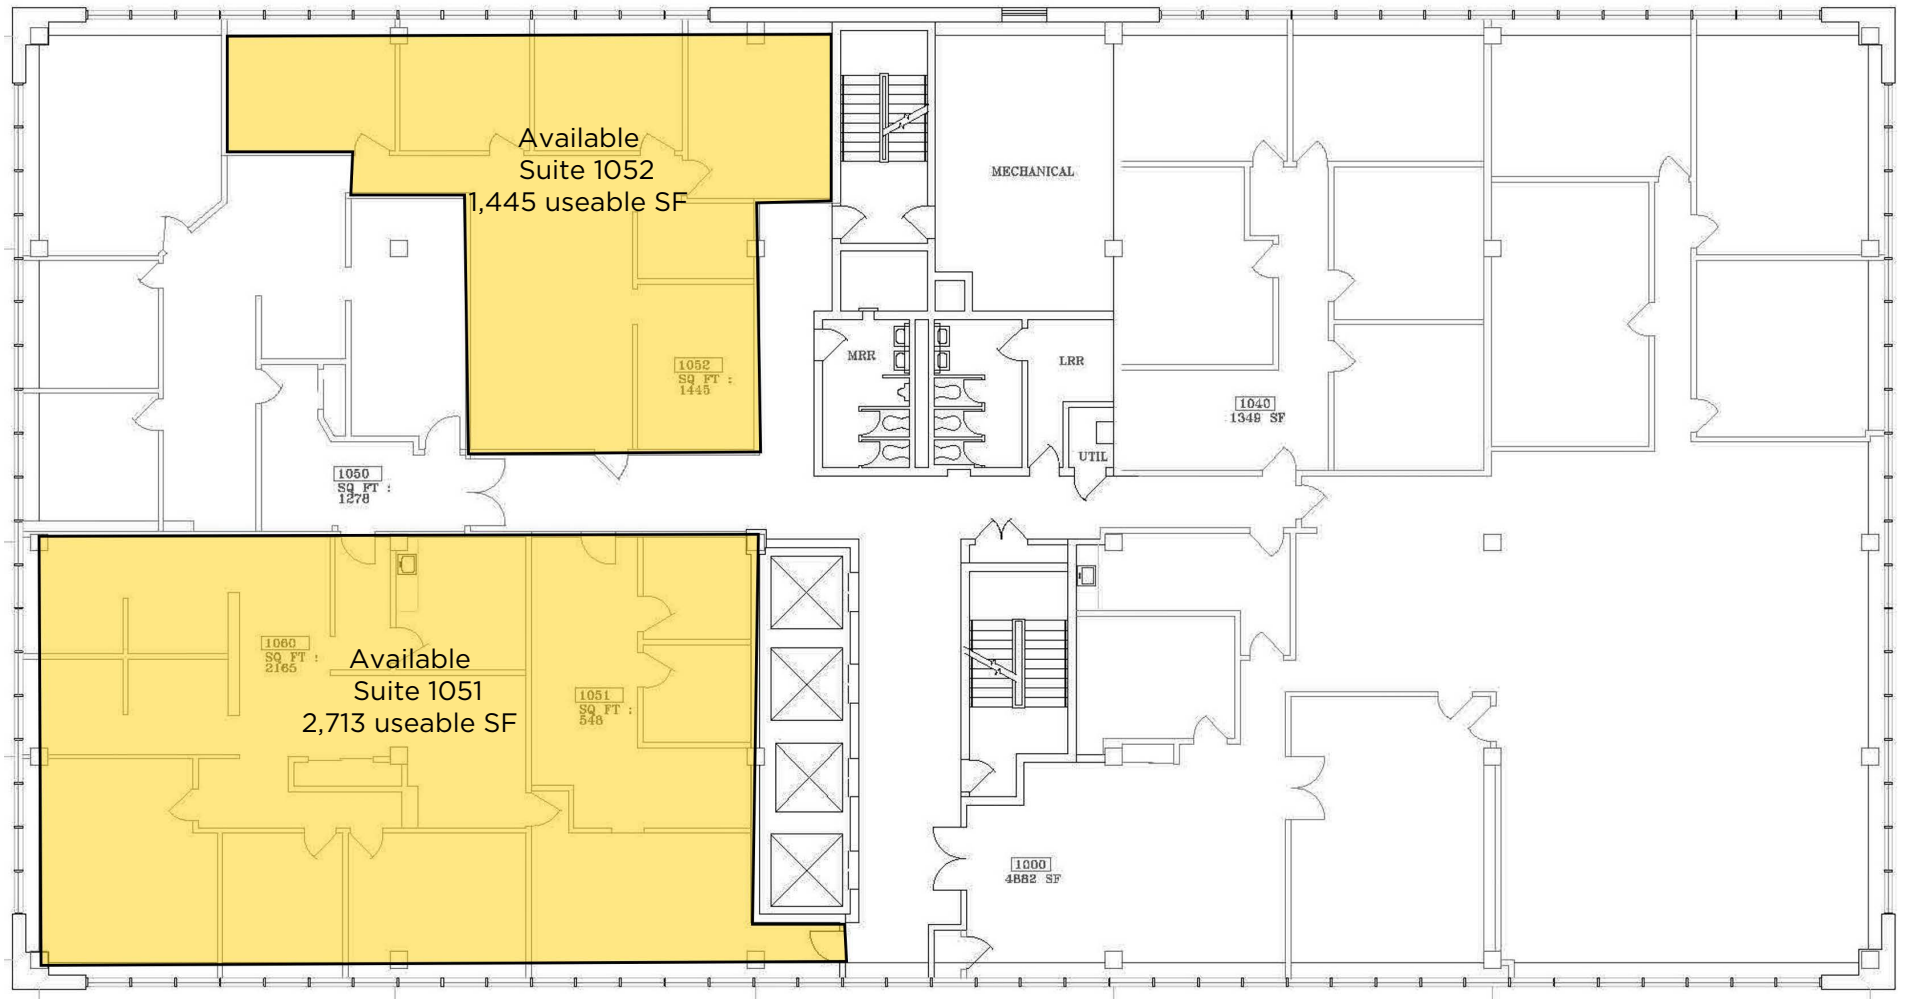 Available
Suite 1052
1,445 useable SF
MECHANICAL
MRR
LRR
1052
SQ FT :
1445
1040
1349 SF
UTIL
1050
SQ FT :
1278
1060
SQ FT :
2165
Available
Suite 1051
2,713 useable SF
1051
SQ FT :
548
1000
4882 SF